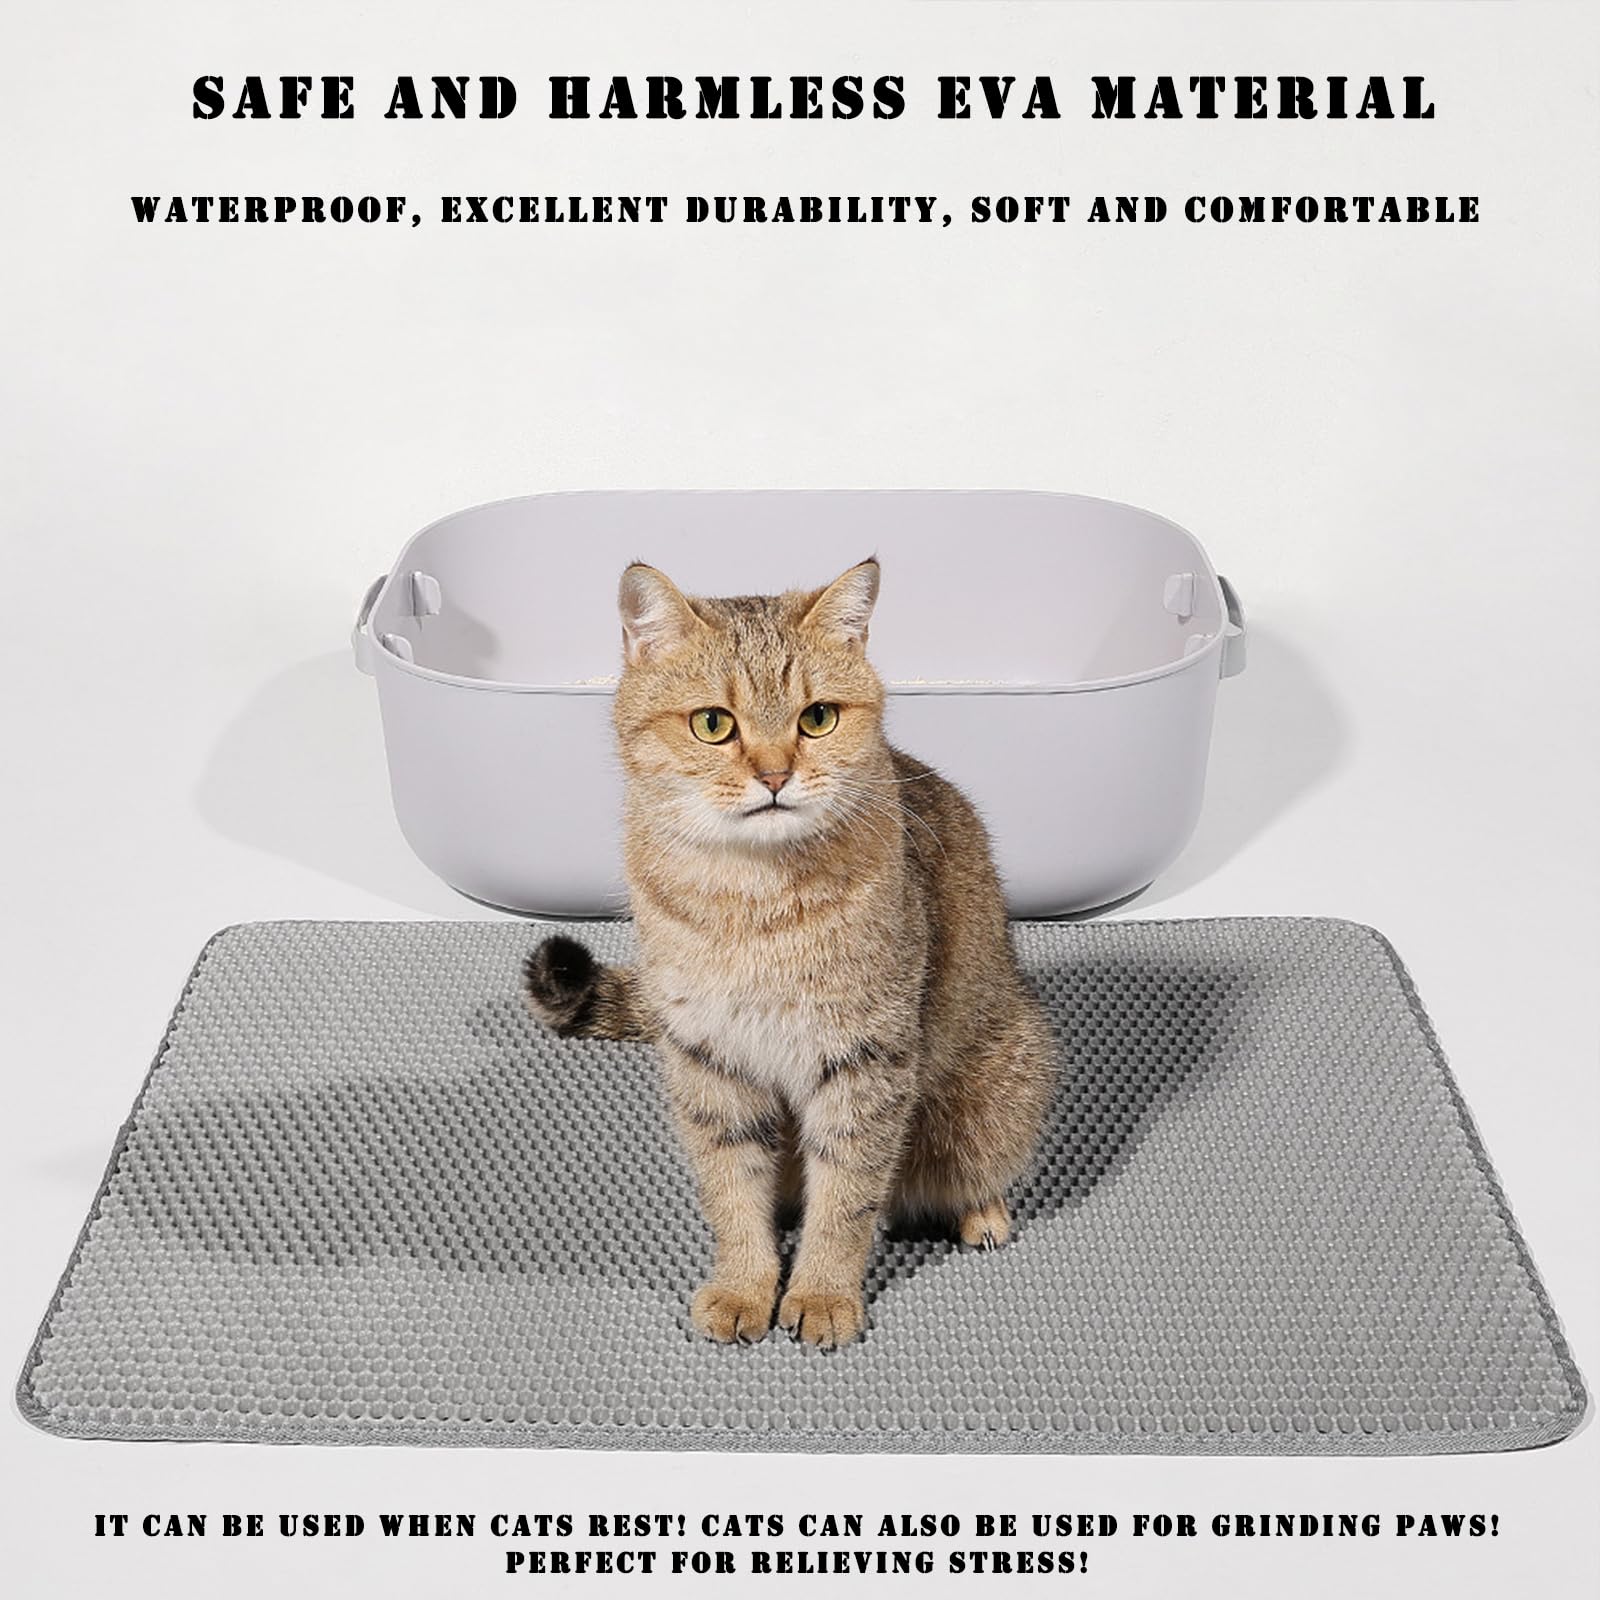 SAFE AND HARMLESS EVA MATERIAL
WATERPROOF, EXCELLENT DURABILITY, SOFT AND COMFORTABLE
IT CAN BE USED WHEN CATS REST! CATS CAN ALSO BE USED FOR GRINDING PAWS!
PERFECT FOR RELIEVING STRESS!